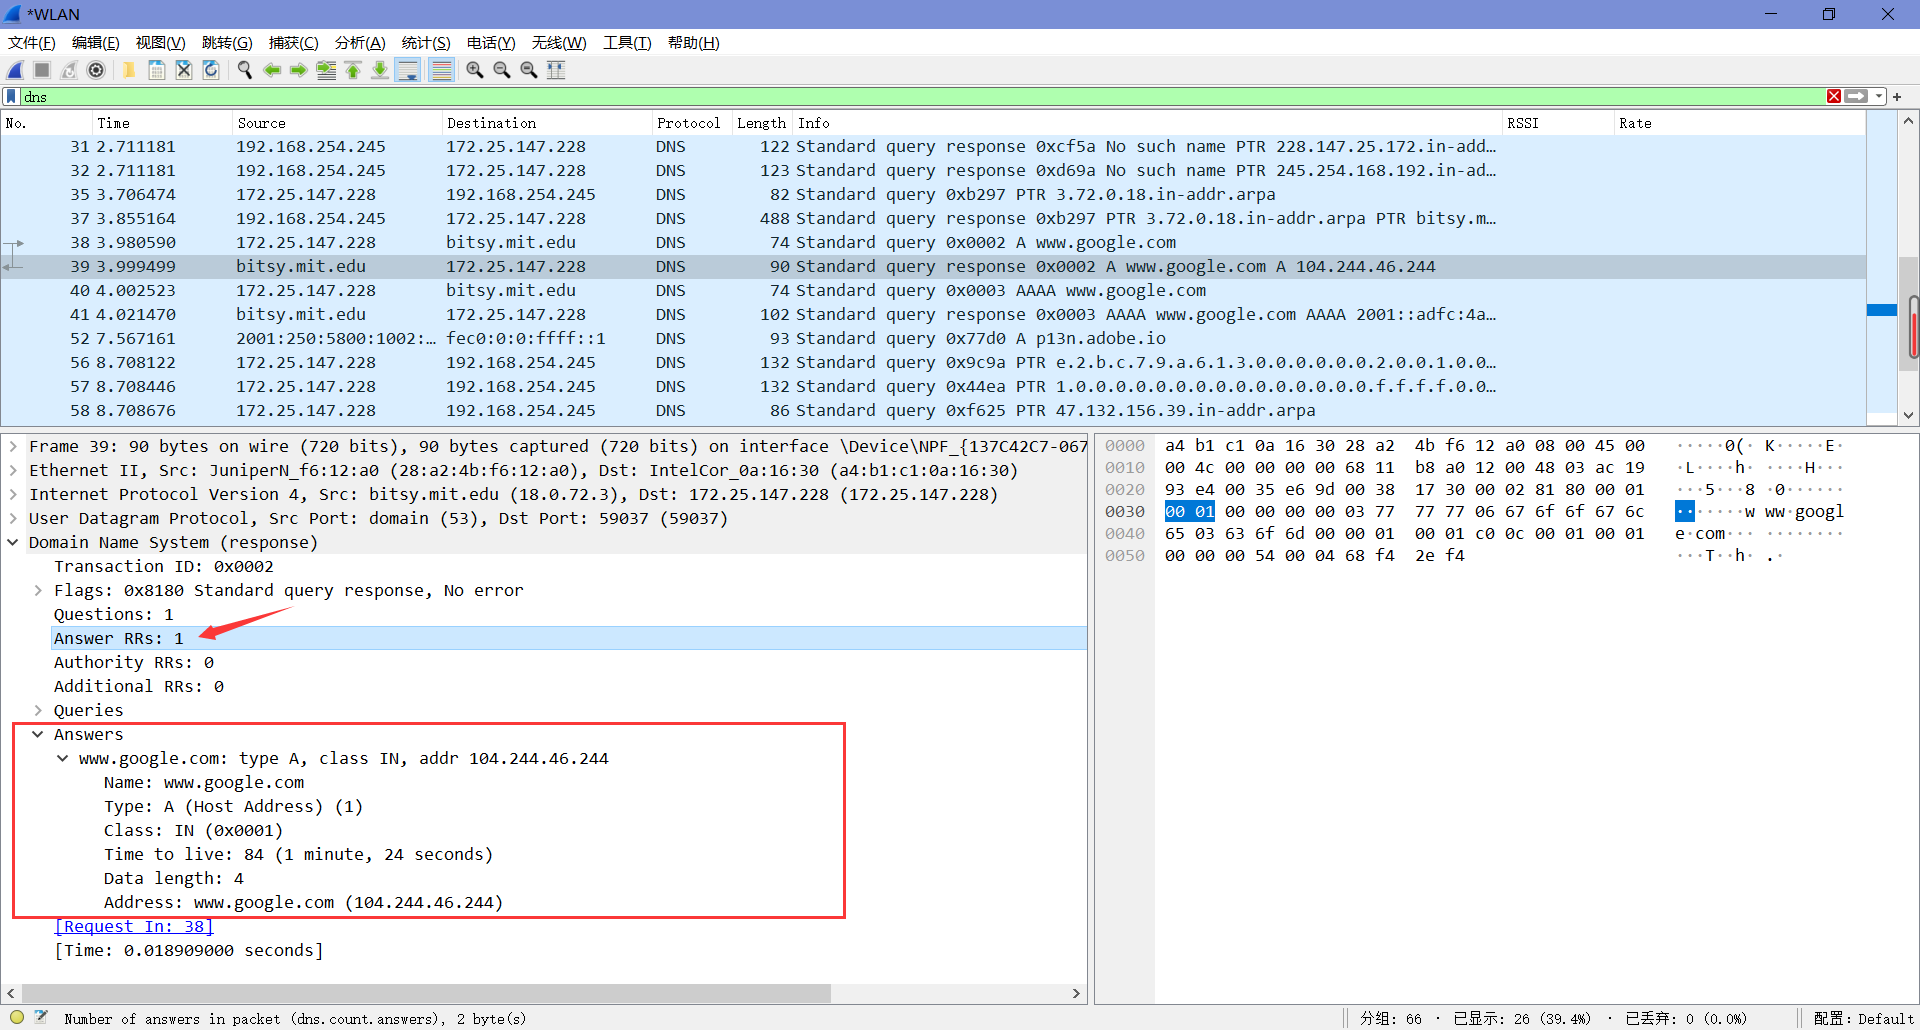 *WLAN
文件(F) 编辑(E) 视图(V) 跳转(G) 捕获(C) 分析(A) 统计(S) 电话(Y) 无线(W) 工具(T) 帮助(H)
dns
No. Time Source Destination Protocol Length Info RSSI Rate
31 2.711181 192.168.254.245 172.25.147.228 DNS 122 Standard query response 0xcf5a No such name PTR 228.147.25.172.in-add…
32 2.711181 192.168.254.245 172.25.147.228 DNS 123 Standard query response 0xd69a No such name PTR 245.254.168.192.in-ad…
35 3.706474 172.25.147.228 192.168.254.245 DNS 82 Standard query 0xb297 PTR 3.72.0.18.in-addr.arpa
37 3.855164 192.168.254.245 172.25.147.228 DNS 488 Standard query response 0xb297 PTR 3.72.0.18.in-addr.arpa PTR bitsy.m…
38 3.980590 172.25.147.228 bitsy.mit.edu DNS 74 Standard query 0x0002 A www.google.com
39 3.999499 bitsy.mit.edu 172.25.147.228 DNS 90 Standard query response 0x0002 A www.google.com A 104.244.46.244
40 4.002523 172.25.147.228 bitsy.mit.edu DNS 74 Standard query 0x0003 AAAA www.google.com
41 4.021470 bitsy.mit.edu 172.25.147.228 DNS 102 Standard query response 0x0003 AAAA www.google.com AAAA 2001::adfc:4a…
52 7.567161 2001:250:5800:1002:… fec0:0:0:ffff::1 DNS 93 Standard query 0x77d0 A p13n.adobe.io
56 8.708122 172.25.147.228 192.168.254.245 DNS 132 Standard query 0x9c9a PTR e.2.b.c.7.9.a.6.1.3.0.0.0.0.0.0.2.0.0.1.0.0…
57 8.708446 172.25.147.228 192.168.254.245 DNS 132 Standard query 0x44ea PTR 1.0.0.0.0.0.0.0.0.0.0.0.0.0.0.0.f.f.f.f.0.0…
58 8.708676 172.25.147.228 192.168.254.245 DNS 86 Standard query 0xf625 PTR 47.132.156.39.in-addr.arpa
Frame 39: 90 bytes on wire (720 bits), 90 bytes captured (720 bits) on interface \Device\NPF_{137C42C7-067
Ethernet II, Src: JuniperN_f6:12:a0 (28:a2:4b:f6:12:a0), Dst: IntelCor_0a:16:30 (a4:b1:c1:0a:16:30)
Internet Protocol Version 4, Src: bitsy.mit.edu (18.0.72.3), Dst: 172.25.147.228 (172.25.147.228)
User Datagram Protocol, Src Port: domain (53), Dst Port: 59037 (59037)
Domain Name System (response)
Transaction ID: 0x0002
Flags: 0x8180 Standard query response, No error
Questions: 1
Answer RRs: 1
Authority RRs: 0
Additional RRs: 0
Queries
Answers
www.google.com: type A, class IN, addr 104.244.46.244
Name: www.google.com
Type: A (Host Address) (1)
Class: IN (0x0001)
Time to live: 84 (1 minute, 24 seconds)
Data length: 4
Address: www.google.com (104.244.46.244)
[Request In: 38]
[Time: 0.018909000 seconds]
0000 a4 b1 c1 0a 16 30 28 a2 4b f6 12 a0 08 00 45 00 ·····0(· K·····E·
0010 00 4c 00 00 00 00 68 11 b8 a0 12 00 48 03 ac 19 ·L····h· ····H···
0020 93 e4 00 35 e6 9d 00 38 17 30 00 02 81 80 00 01 ···5···8 ·0······
0030 00 01 00 00 00 00 03 77 77 77 06 67 6f 6f 67 6c ·······w ww·googl
0040 65 03 63 6f 6d 00 00 01 00 01 c0 0c 00 01 00 01 e·com··· ········
0050 00 00 00 54 00 04 68 f4 2e f4 ···T··h· .·
Number of answers in packet (dns.count.answers), 2 byte(s)
分组: 66 · 已显示: 26 (39.4%) · 已丢弃: 0 (0.0%)
配置: Default